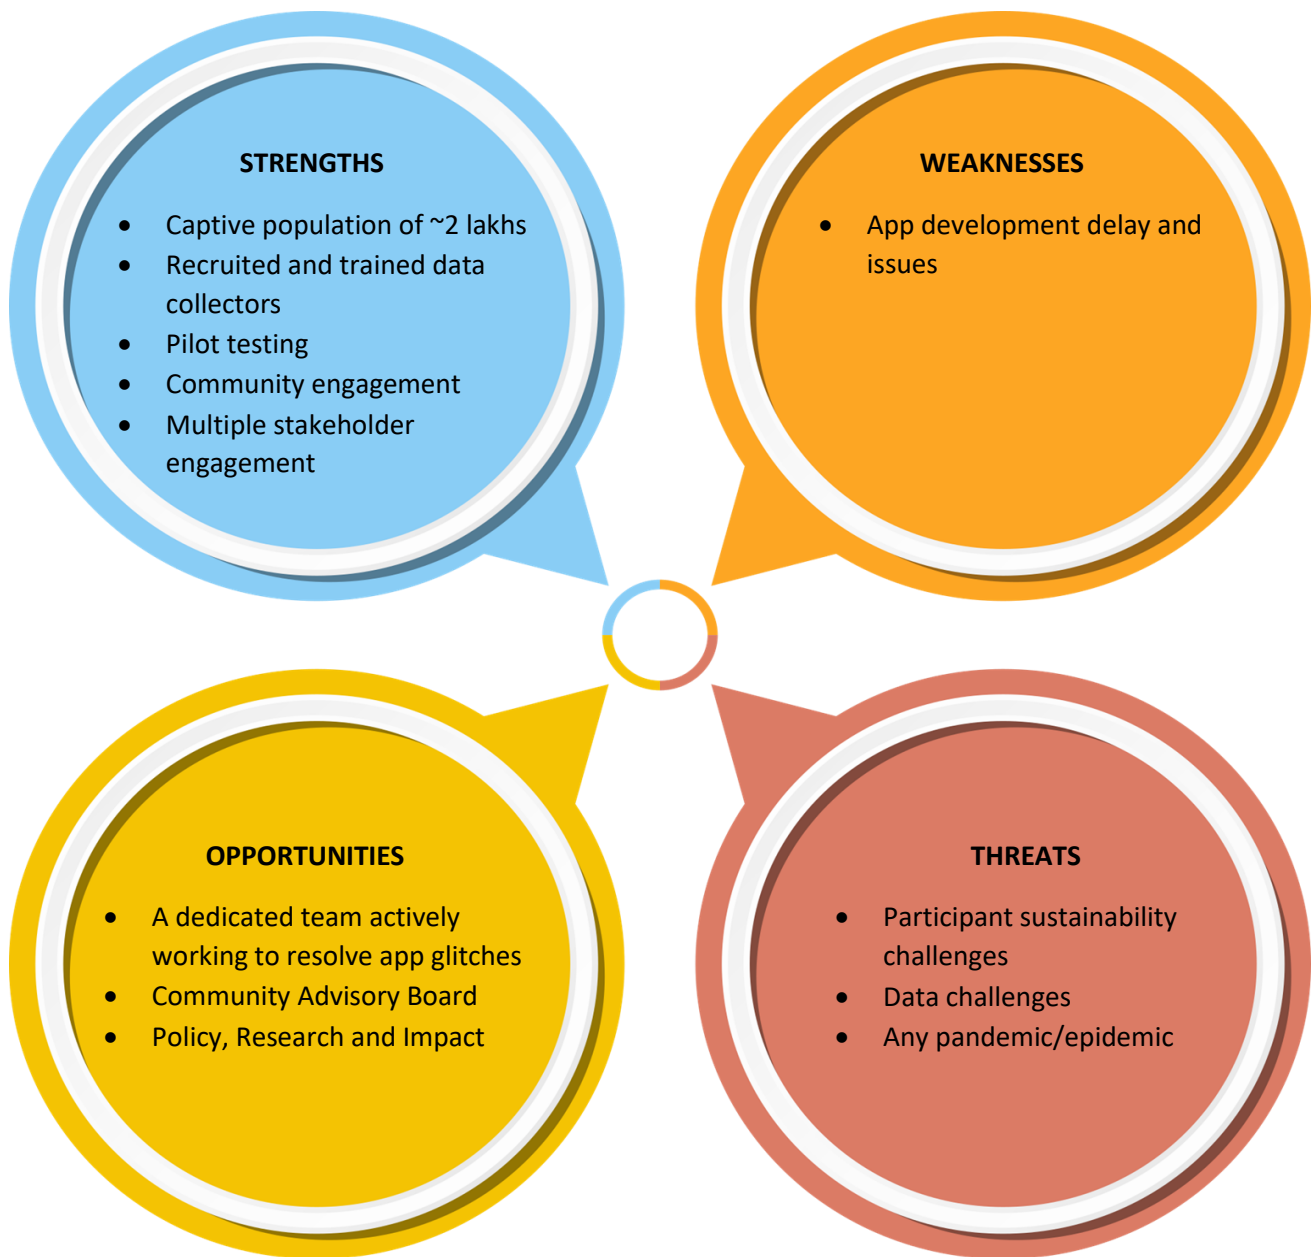 STRENGTHS
• Captive population of ~2 lakhs
• Recruited and trained data
collectors
• Pilot testing
• Community engagement
• Multiple stakeholder
engagement
WEAKNESSES
• App development delay and
issues
OPPORTUNITIES
• A dedicated team actively
working to resolve app glitches
• Community Advisory Board
• Policy, Research and Impact
THREATS
• Participant sustainability
challenges
• Data challenges
• Any pandemic/epidemic